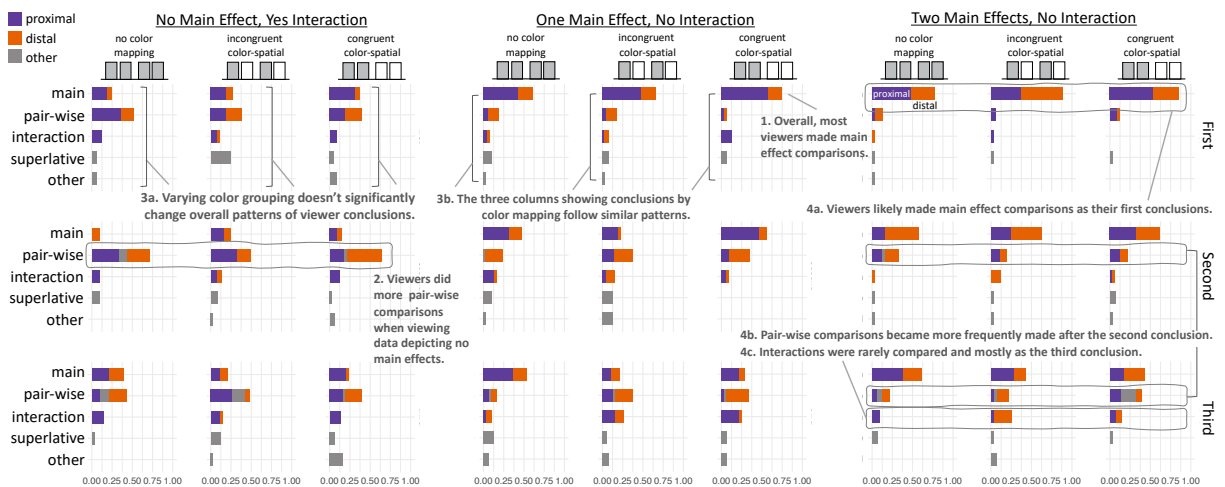 proximal
distal
other
No Main Effect, Yes Interaction
One Main Effect, No Interaction
Two Main Effects, No Interaction
no color
mapping
incongruent
color-spatial
congruent
color-spatial
no color
mapping
incongruent
color-spatial
congruent
color-spatial
no color
mapping
incongruent
color-spatial
congruent
color-spatial
main
pair-wise
interaction
superlative
other
proximal
distal
First
1. Overall, most
viewers made main
effect comparisons.
3a. Varying color grouping doesn't significantly
change overall patterns of viewer conclusions.
3b. The three columns showing conclusions by
color mapping follow similar patterns.
4a. Viewers likely made main effect comparisons as their first conclusions.
main
pair-wise
interaction
superlative
other
Second
2. Viewers did
more pair-wise
comparisons
when viewing
data depicting no
main effects.
4b. Pair-wise comparisons became more frequently made after the second conclusion.
4c. Interactions were rarely compared and mostly as the third conclusion.
main
pair-wise
interaction
superlative
other
Third
0.00 0.25 0.50 0.75 1.00
0.00 0.25 0.50 0.75 1.00
0.00 0.25 0.50 0.75 1.00
0.00 0.25 0.50 0.75 1.00
0.00 0.25 0.50 0.75 1.00
0.00 0.25 0.50 0.75 1.00
0.00 0.25 0.50 0.75 1.00
0.00 0.25 0.50 0.75 1.00
0.00 0.25 0.50 0.75 1.00